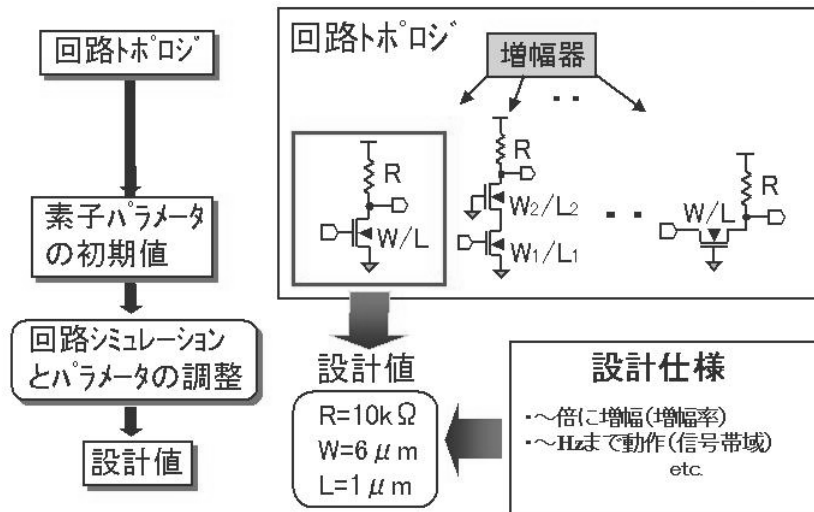 回路トポロジ
素子パラメータ
の初期値
回路シミュレーション
とパラメータの調整
設計値
回路トポロジ
増幅器
・・
R
W/L
R
W₂/L₂
W₁/L₁
・・
W/L
R
設計値
R=10kΩ
W=6μm
L=1μm
設計仕様
・～倍に増幅(増幅率)
・～Hzまで動作(信号帯域)
etc.